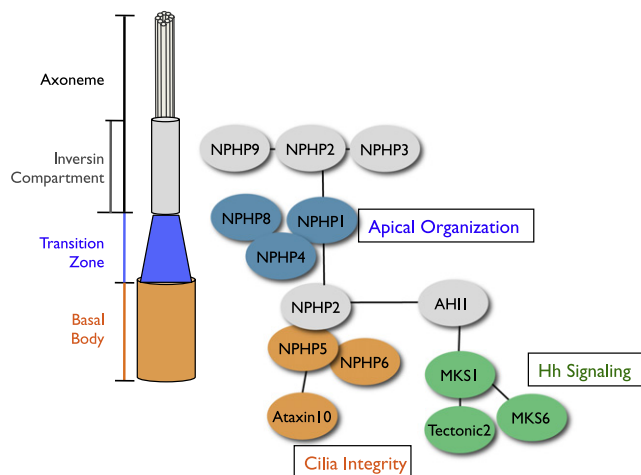 Axoneme
Inversin
Compartment
Transition
Zone
Basal
Body
NPHP9
NPHP2
NPHP3
NPHP8
NPHP1
NPHP4
Apical Organization
NPHP2
AHI1
NPHP5
NPHP6
MKS1
Hh Signaling
Ataxin10
Tectonic2
MKS6
Cilia Integrity